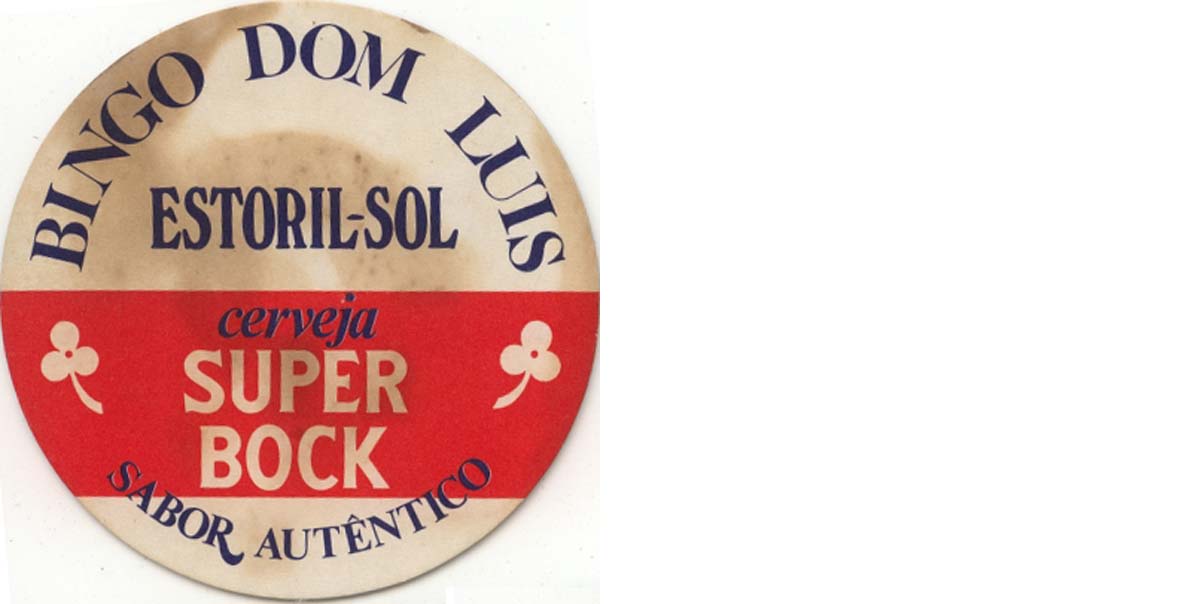 BINGO DOM LUIS
ESTORIL-SOL
cerveja
SUPER
BOCK
SABOR AUTÊNTICO